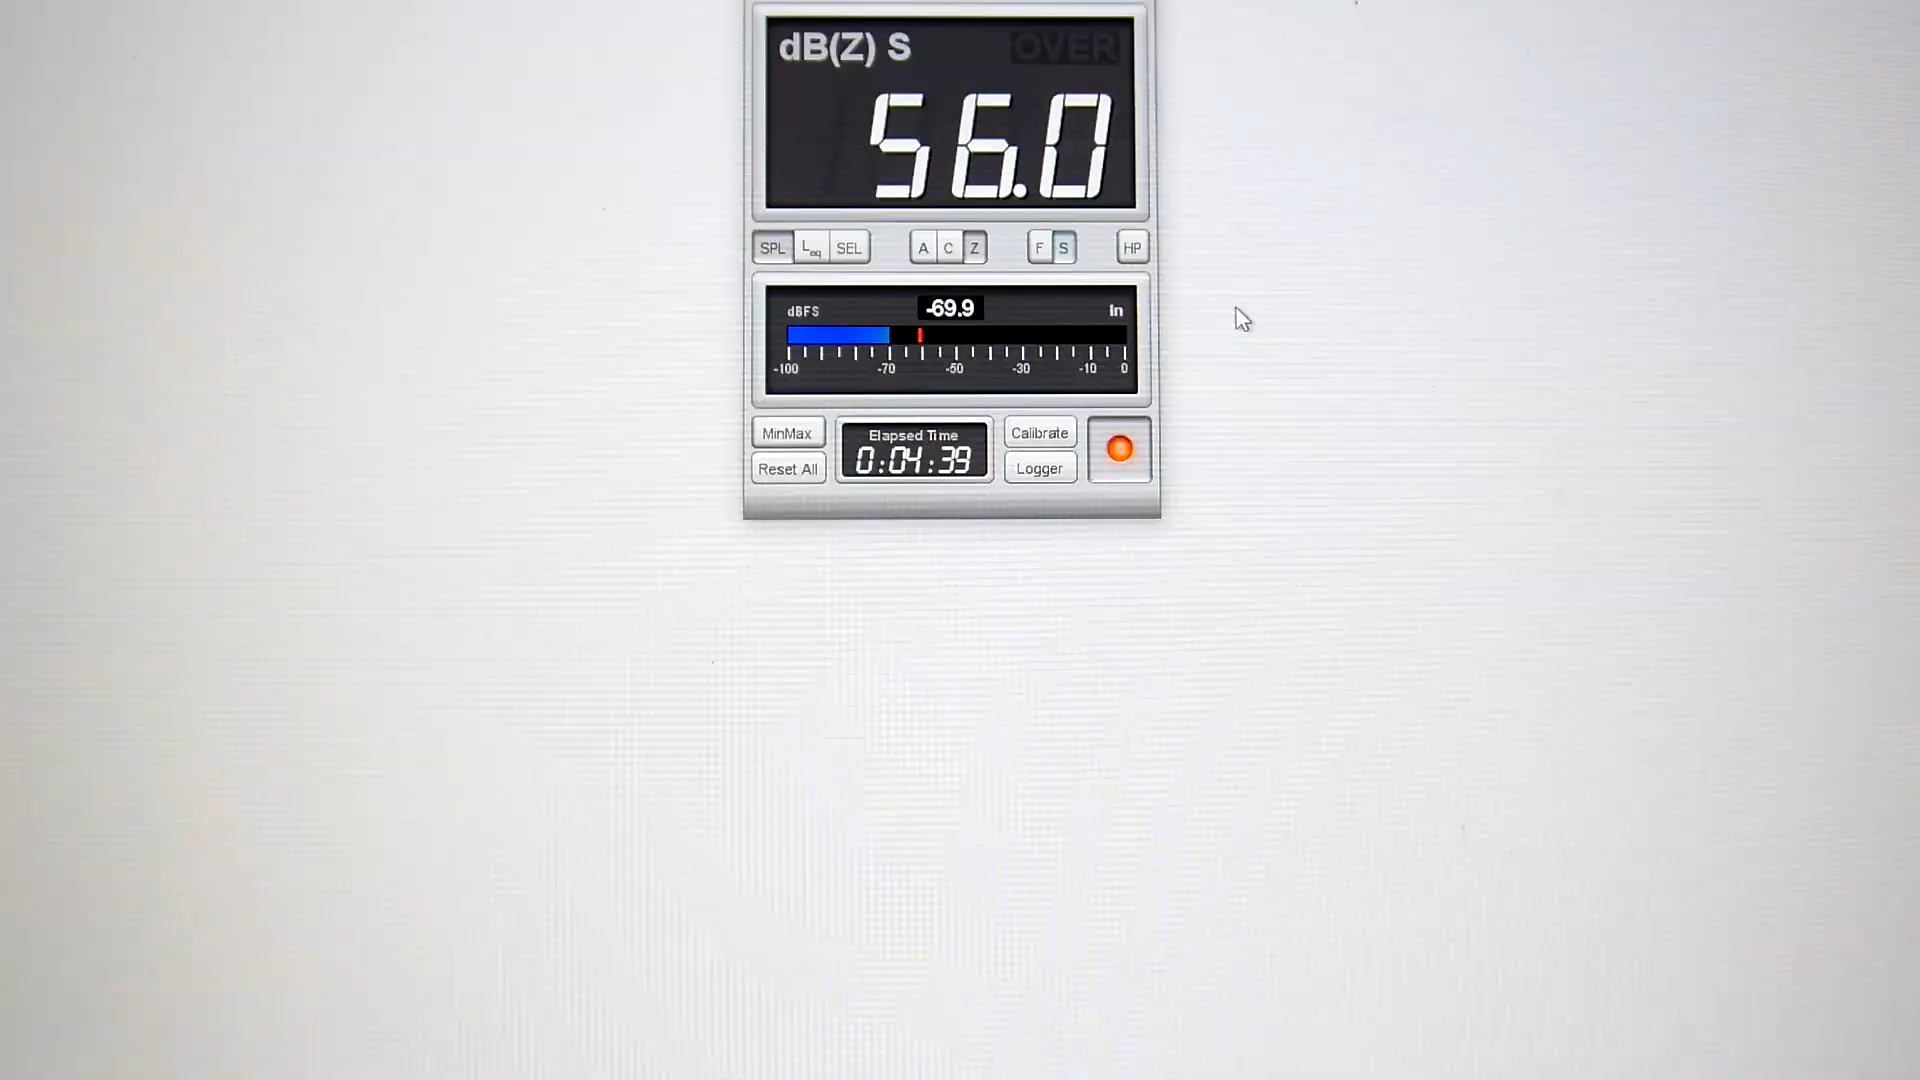 dB(Z) S OVER
56.0
SPL Leq SEL A C Z F S HP
dBFS -69.9 In
-100 -70 -50 -30 -10 0
MinMax Elapsed Time Calibrate
Reset All 0:04:39 Logger